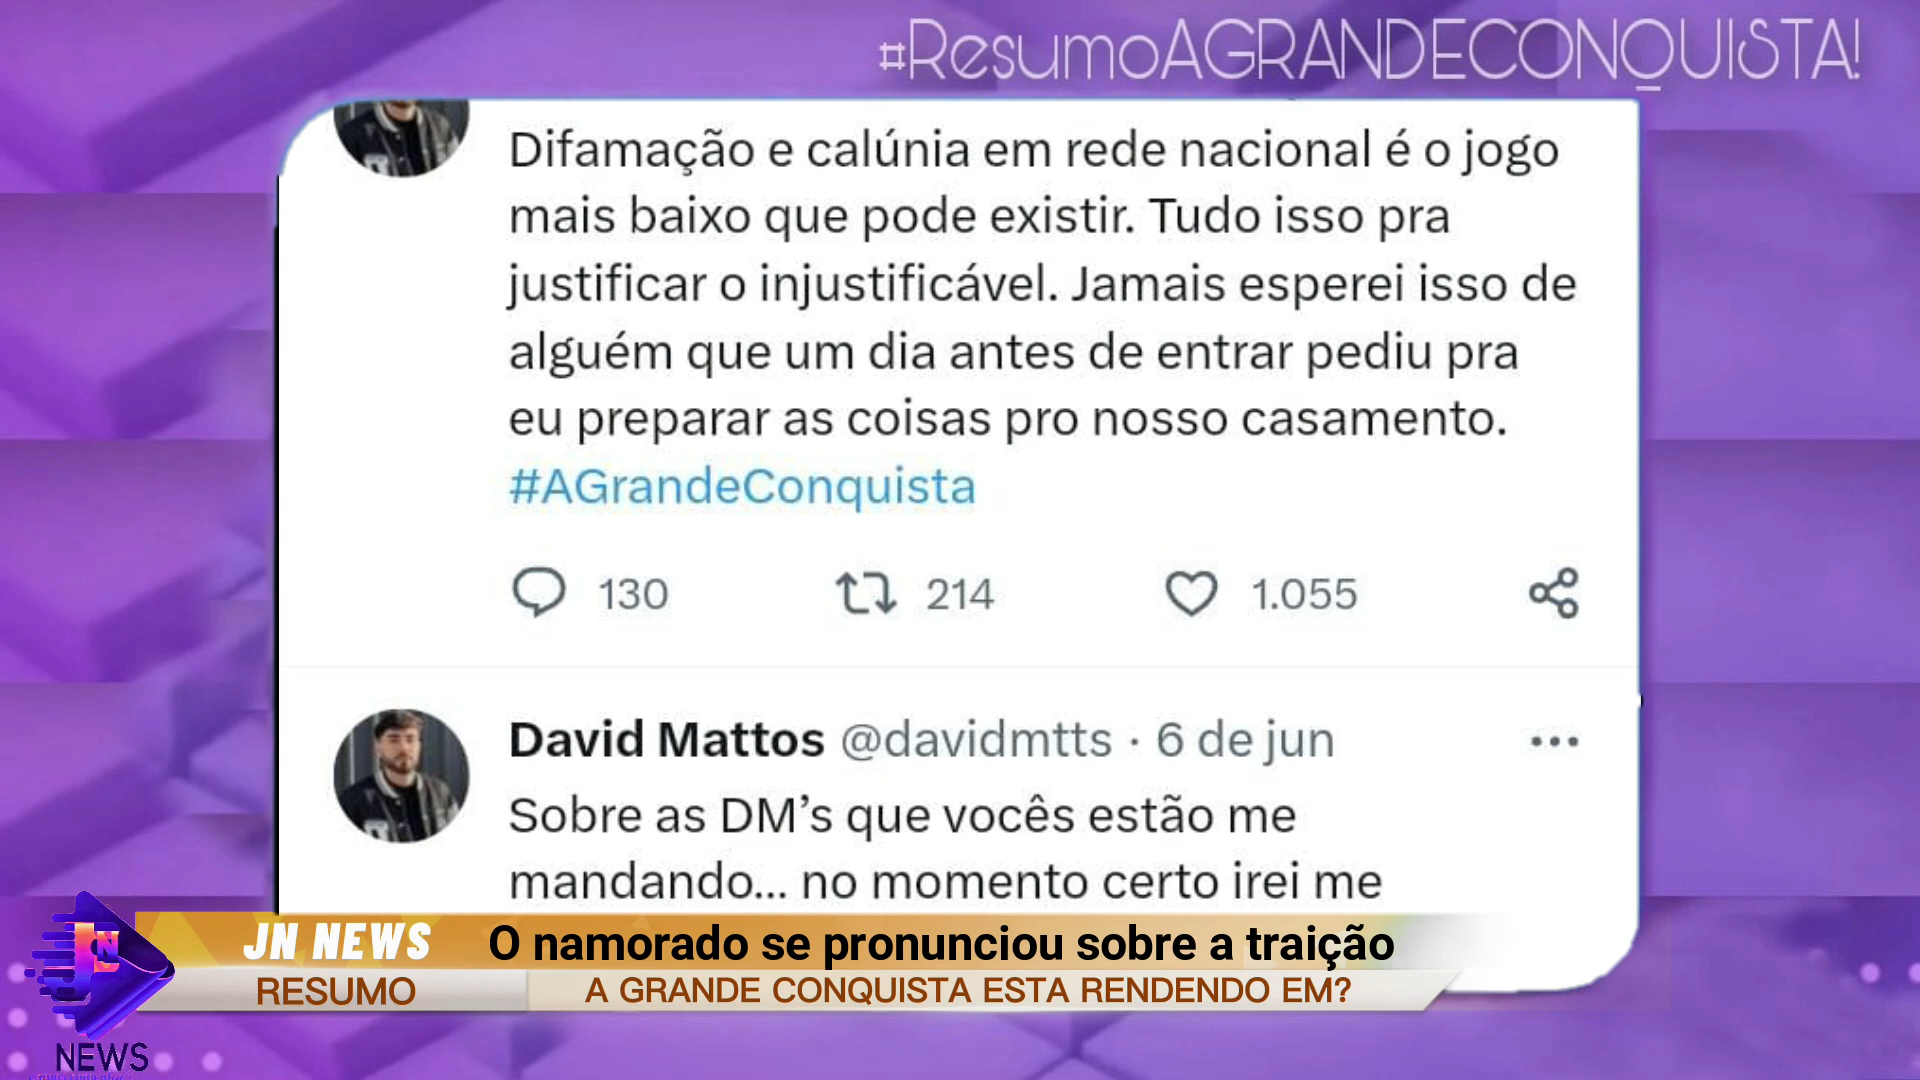 #ResumoAGRANDECONQUISTA!
Difamação e calúnia em rede nacional é o jogo
mais baixo que pode existir. Tudo isso pra
justificar o injustificável. Jamais esperei isso de
alguém que um dia antes de entrar pediu pra
eu preparar as coisas pro nosso casamento.
#AGrandeConquista
130 214 1.055
David Mattos @davidmtts · 6 de jun
Sobre as DM’s que vocês estão me
mandando... no momento certo irei me
JN NEWS O namorado se pronunciou sobre a traição
RESUMO A GRANDE CONQUISTA ESTA RENDENDO EM?
NEWS